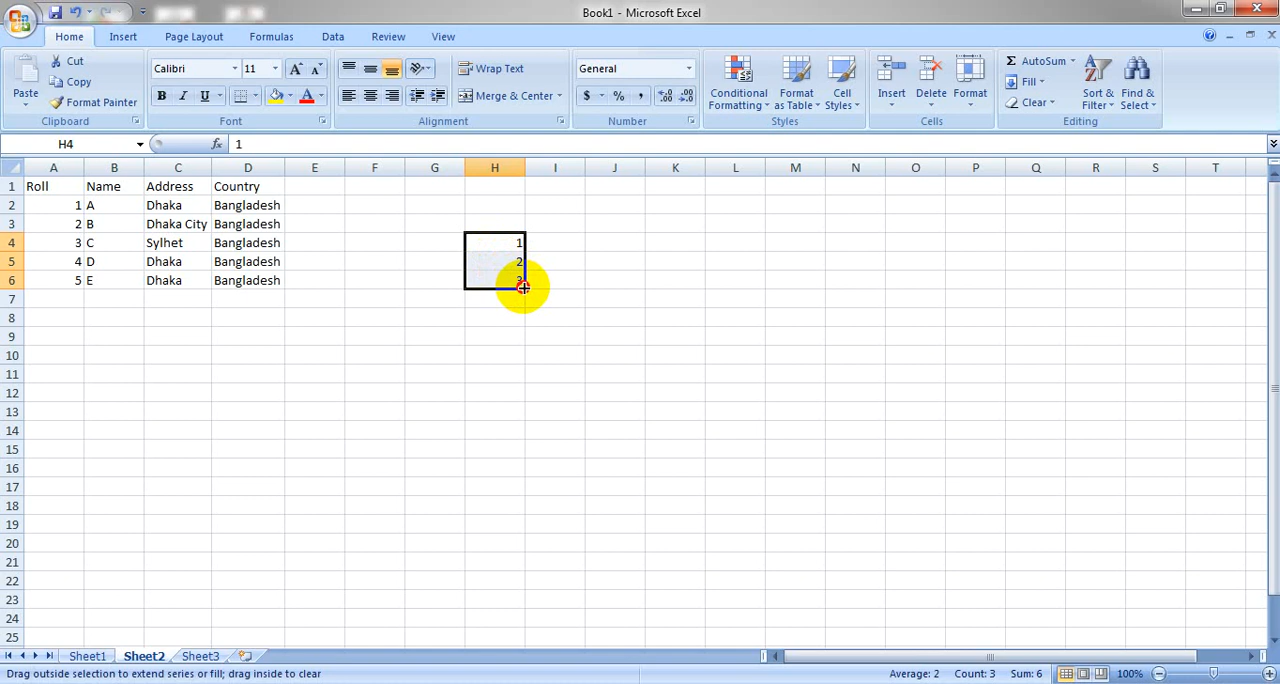 Book1 - Microsoft Excel
Home Insert Page Layout Formulas Data Review View
Cut Calibri 11 A A Wrap Text General AutoSum
Copy Fill
Paste Format Painter B I U A Merge & Center $ % , .0 .00 .00 .0 Conditional Formatting Format as Table Cell Styles Insert Delete Format Clear Sort & Filter Find & Select
Clipboard Font Alignment Number Styles Cells Editing
H4 fx 1
A B C D E F G H I J K L M N O P Q R S T
1 Roll Name Address Country
2 1 A Dhaka Bangladesh
3 2 B Dhaka City Bangladesh
4 3 C Sylhet Bangladesh 1
5 4 D Dhaka Bangladesh 2
6 5 E Dhaka Bangladesh 3
7
8
9
10
11
12
13
14
15
16
17
18
19
20
21
22
23
24
25
Sheet1 Sheet2 Sheet3
Drag outside selection to extend series or fill; drag inside to clear Average: 2 Count: 3 Sum: 6 100%